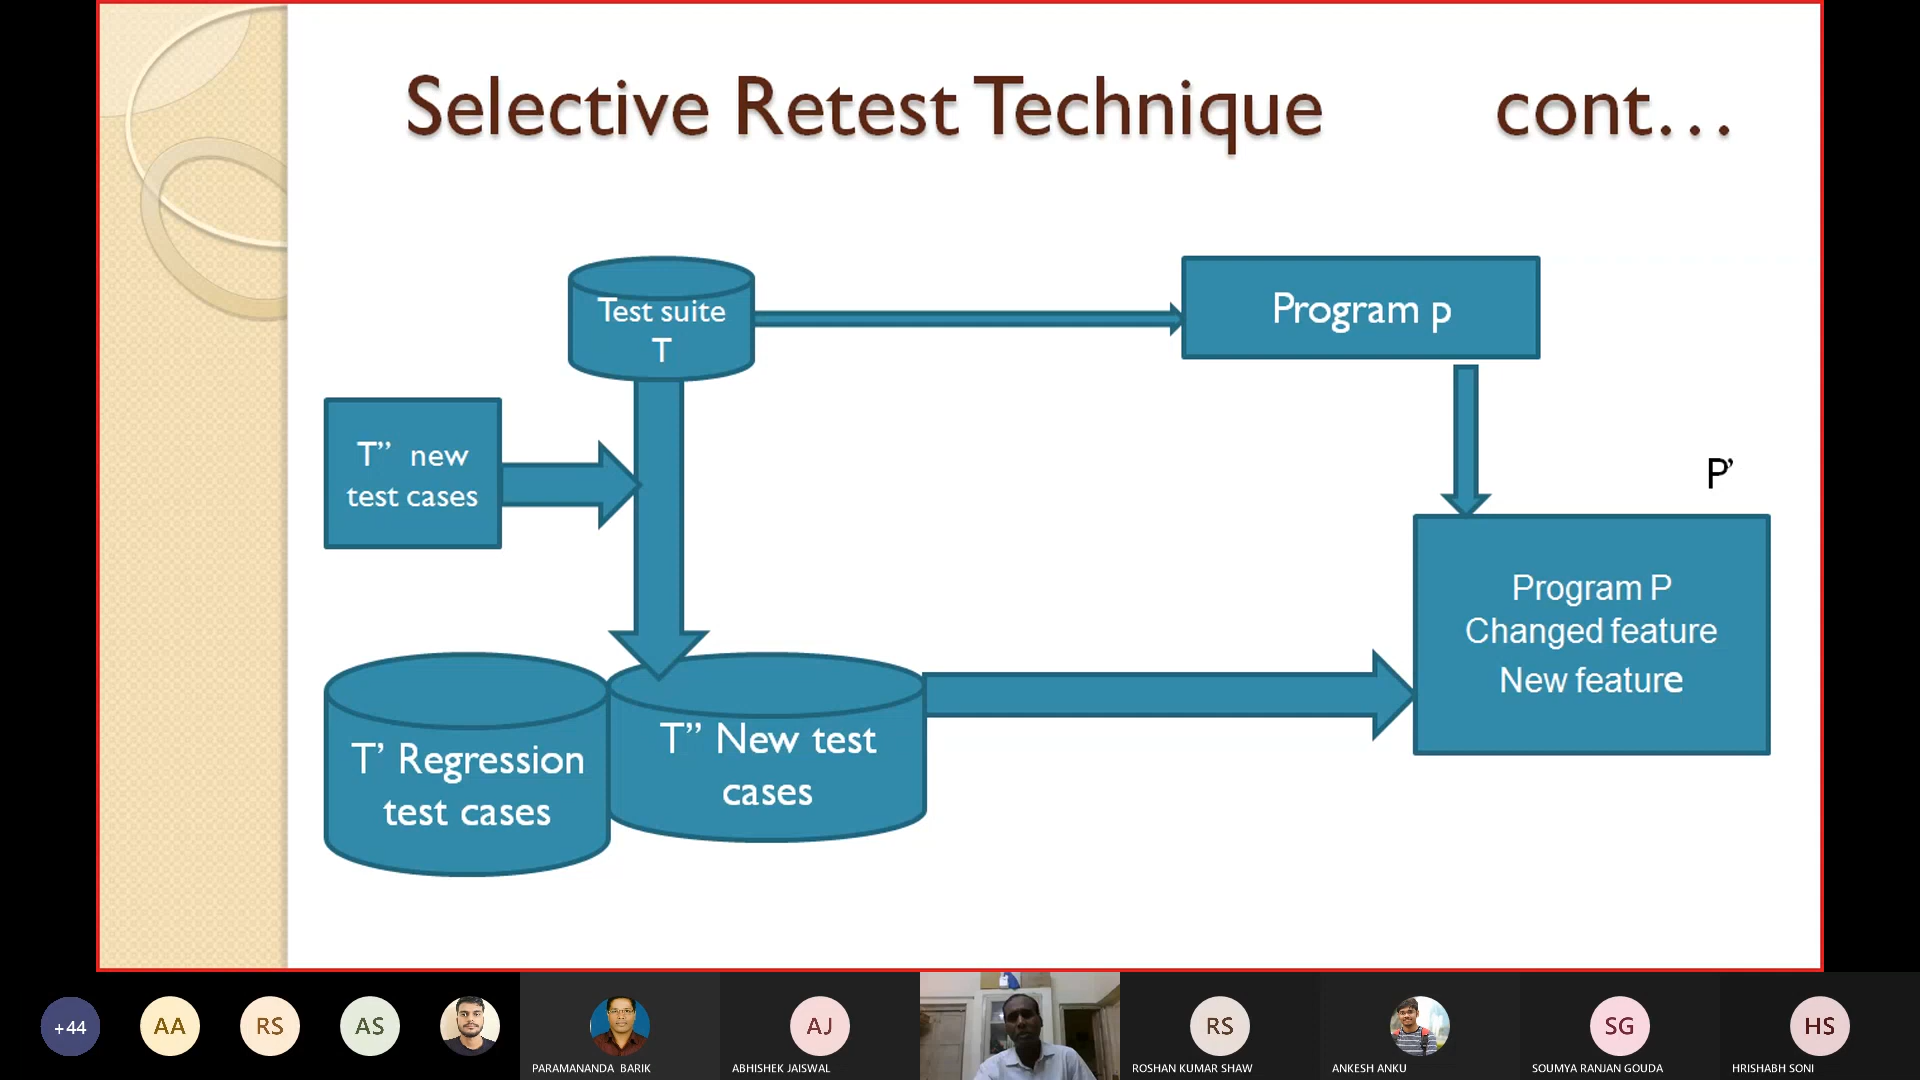 Selective Retest Technique cont...
Test suite
T
Program p
T” new
test cases
P’
Program P
Changed feature
New feature
T’ Regression
test cases
T” New test
cases
+44
AA
RS
AS
PARAMANANDA BARIK
AJ
ABHISHEK JAISWAL
RS
ROSHAN KUMAR SHAW
ANKESH ANKU
SG
SOUMYA RANJAN GOUDA
HS
HRISHABH SONI